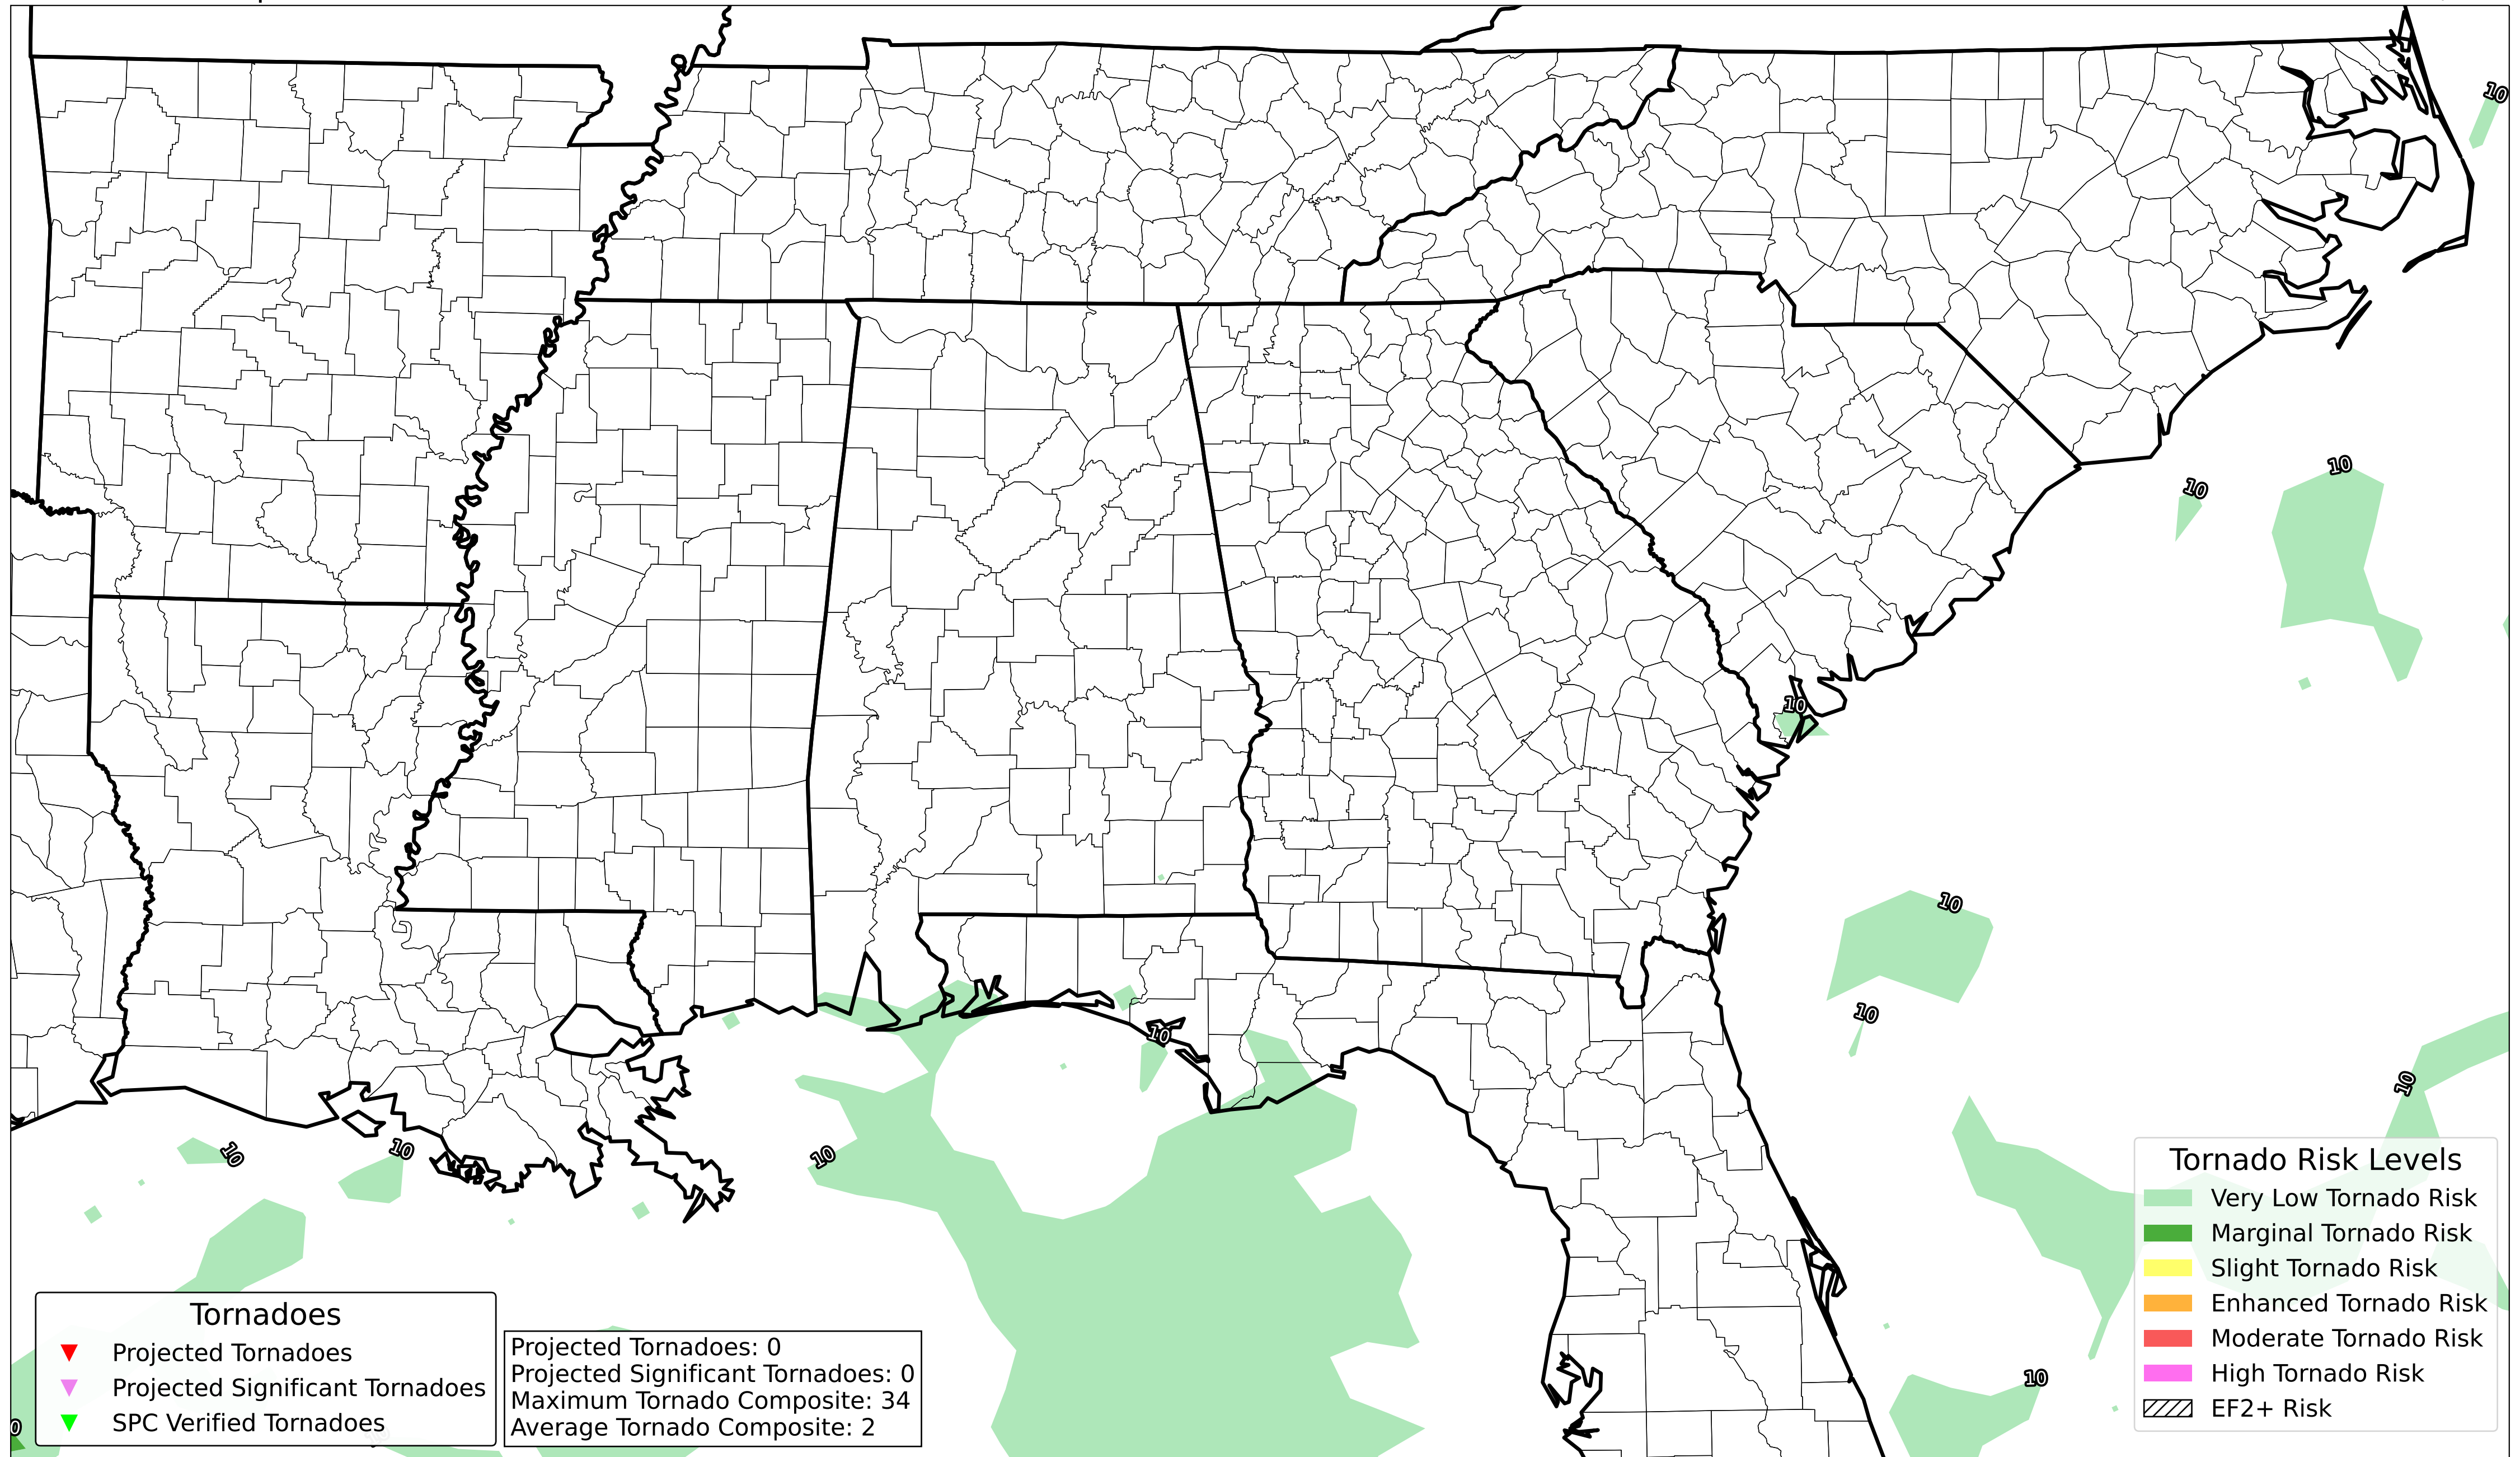 10
10
10
10
10
10
10
10
10
10
10
10
Tornado Risk Levels
Very Low Tornado Risk
Marginal Tornado Risk
Slight Tornado Risk
Enhanced Tornado Risk
Moderate Tornado Risk
High Tornado Risk
EF2+ Risk
Tornadoes
Projected Tornadoes
Projected Significant Tornadoes
SPC Verified Tornadoes
Projected Tornadoes: 0
Projected Significant Tornadoes: 0
Maximum Tornado Composite: 34
Average Tornado Composite: 2